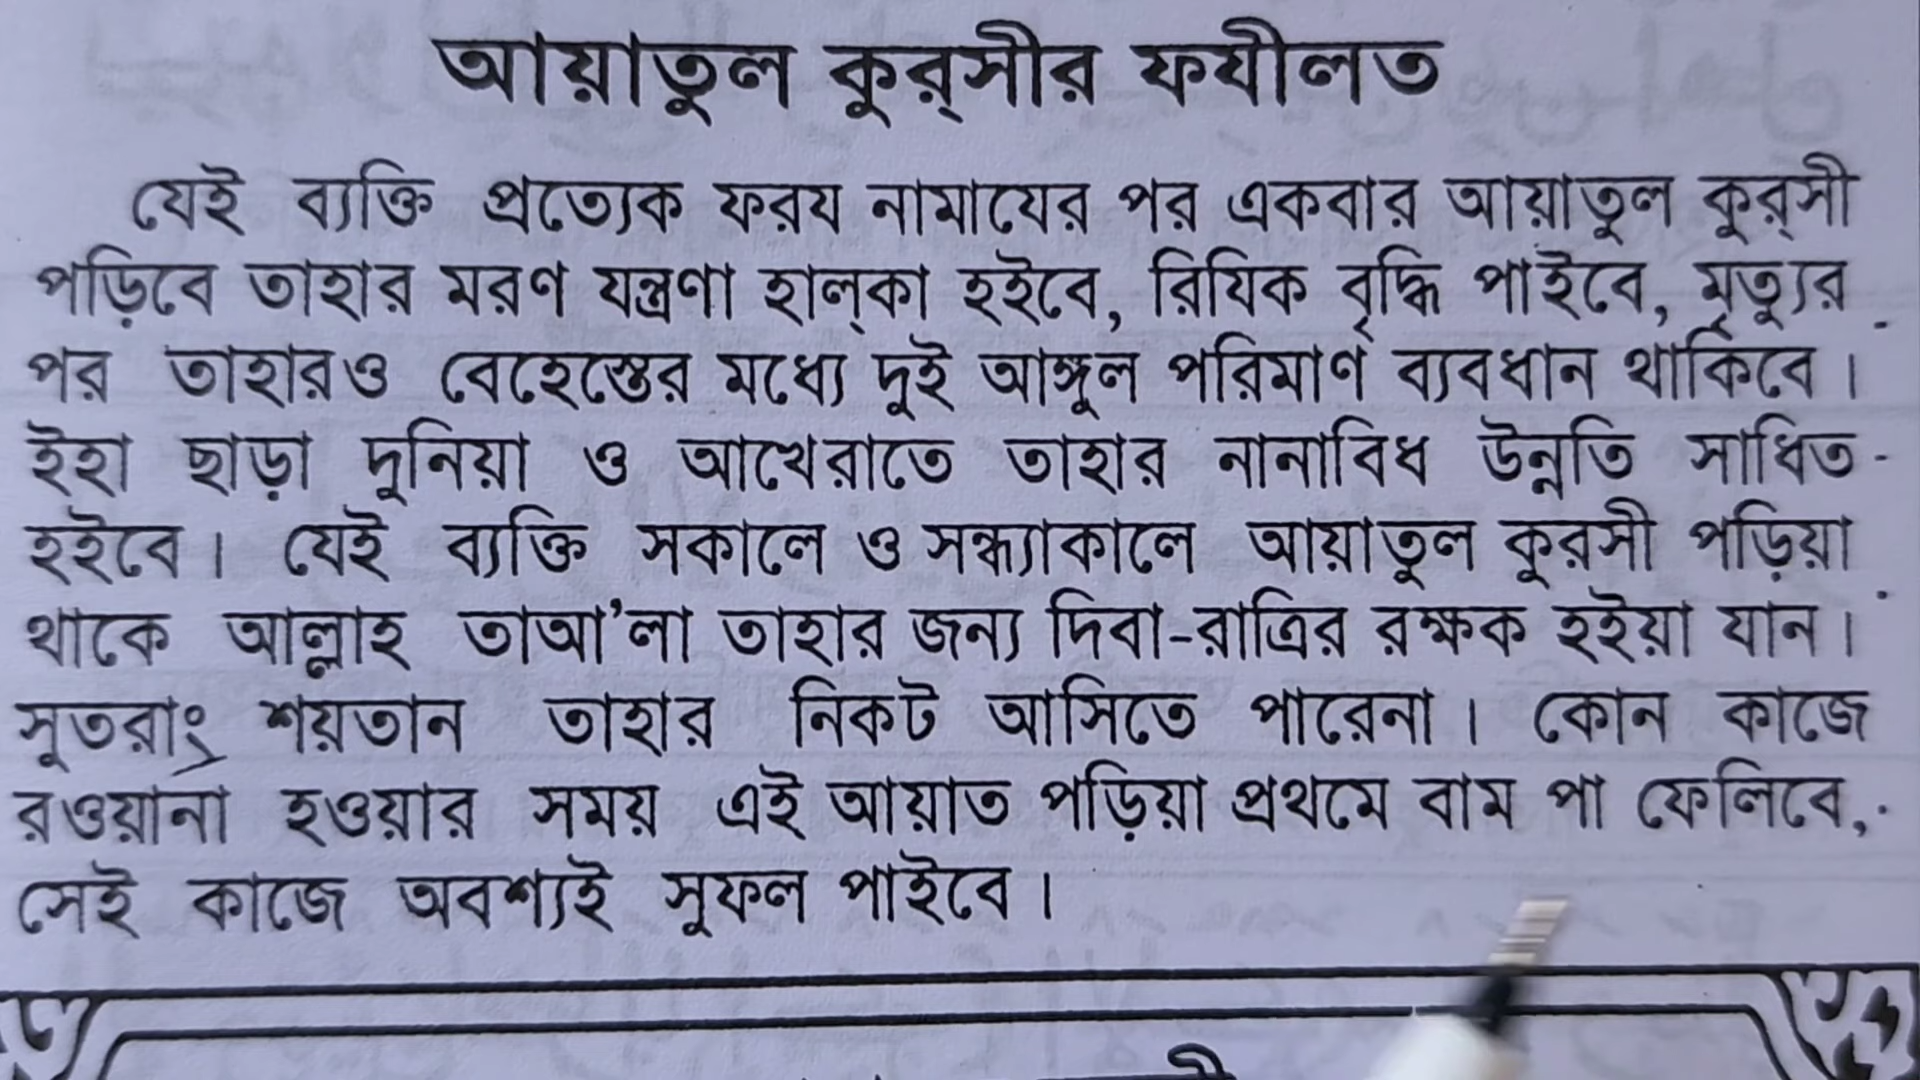 আয়াতুল কুর্সীর ফযীলত
যেই ব্যক্তি প্রত্যেক ফরয নামাযের পর একবার আয়াতুল কুর্সী
পড়িবে তাহার মরণ যন্ত্রণা হাল্কা হইবে, রিযিক বৃদ্ধি পাইবে, মৃত্যুর
পর তাহারও বেহেস্তের মধ্যে দুই আঙ্গুল পরিমাণ ব্যবধান থাকিবে।
ইহা ছাড়া দুনিয়া ও আখেরাতে তাহার নানাবিধ উন্নতি সাধিত
হইবে। যেই ব্যক্তি সকালে ও সন্ধ্যাকালে আয়াতুল কুরসী পড়িয়া
থাকে আল্লাহ তাআ'লা তাহার জন্য দিবা-রাত্রির রক্ষক হইয়া যান।
সুতরাং শয়তান তাহার নিকট আসিতে পারেনা। কোন কাজে
রওয়ানা হওয়ার সময় এই আয়াত পড়িয়া প্রথমে বাম পা ফেলিবে,
সেই কাজে অবশ্যই সুফল পাইবে।